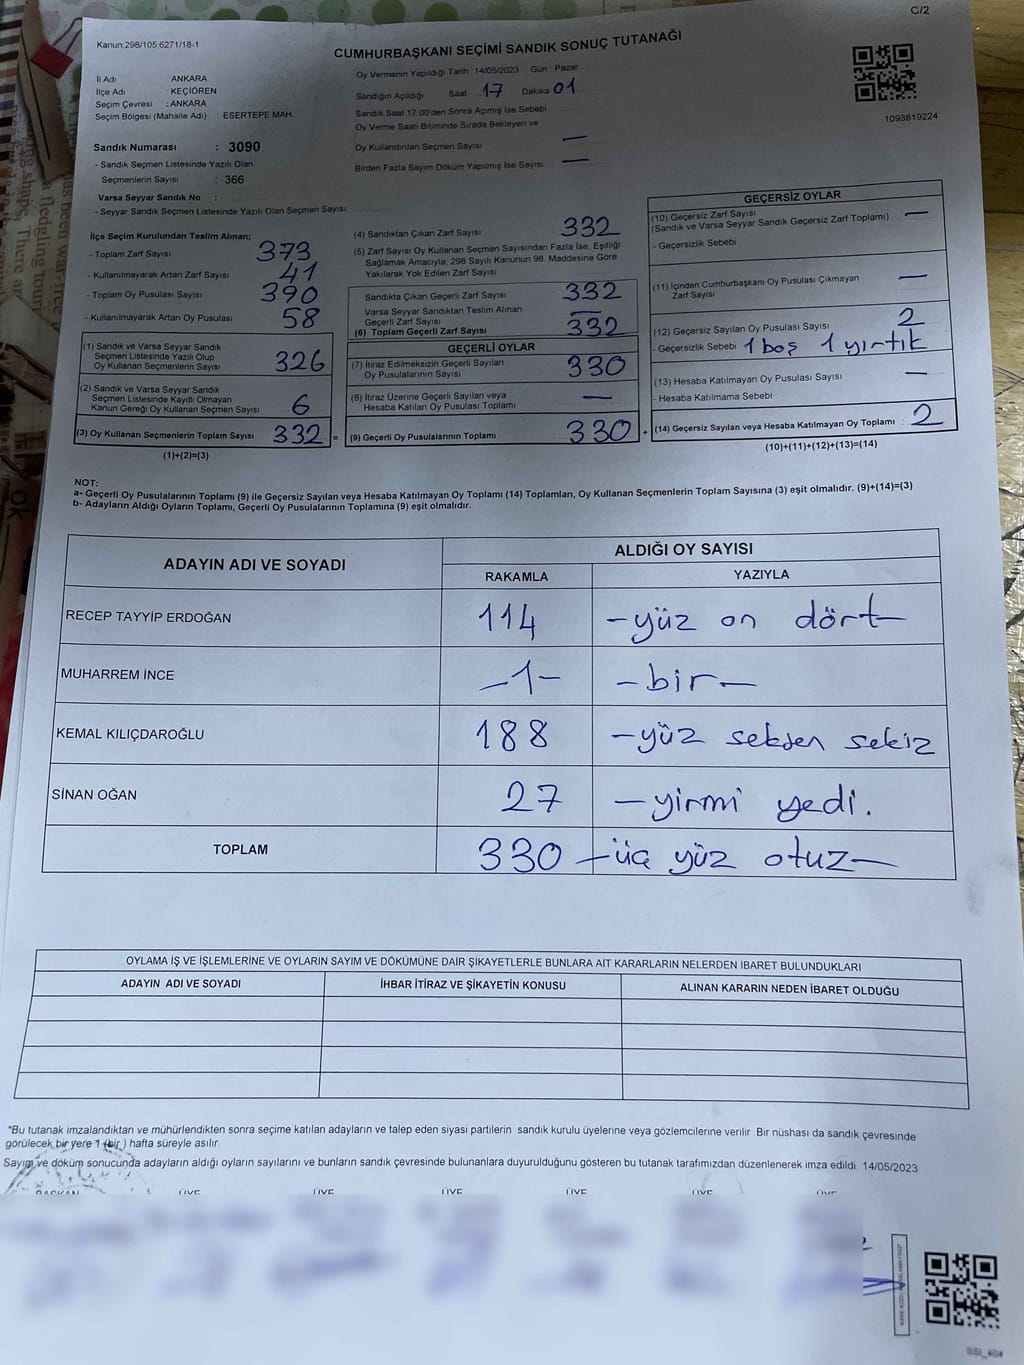 C/2
Kanun,298/105,6271/18-1
CUMHURBAŞKANI SEÇİMİ SANDIK SONUÇ TUTANAĞI
İl Adı ANKARA
İlçe Adı KEÇİÖREN
Seçim Çevresi : ANKARA
Seçim Bölgesi (Mahalle Adı) : ESERTEPE MAH.
Oy Vermenin Yapıldığı Tarih 14/05/2023 Gün Pazar
Sandığın Açıldığı Saat 17 Dakika 01
Sandık Saat 17 00'den Sonra Açımış İse Sebebi
Oy Verme Saati Bitiminde Sırada Bekleyen ve
Oy Kullandırılan Seçmen Sayısı —
Birden Fazla Sayım Döküm Yapılmış İse Sayısı —
1093819224
Sandık Numarası : 3090
- Sandık Seçmen Listesinde Yazılı Olan
Seçmenlerin Sayısı : 366
Varsa Seyyar Sandık No :
- Seyyar Sandık Seçmen Listesinde Yazılı Olan Seçmen Sayısı:
İlçe Seçim Kurulundan Teslim Alınan;
- Toplam Zarf Sayısı 373
- Kullanılmayarak Artan Zarf Sayısı 41
- Toplam Oy Pusulası Sayısı 390
- Kullanılmayarak Artan Oy Pusulası 58
(1) Sandık ve Varsa Seyyar Sandık
Seçmen Listesinde Yazılı Olup
Oy Kullanan Seçmenlerin Sayısı 326
(2) Sandık ve Varsa Seyyar Sandık
Seçmen Listesinde Kayıtlı Olmayan
Kanun Gereği Oy Kullanan Seçmen Sayısı 6
(3) Oy Kullanan Seçmenlerin Toplam Sayısı 332 =
(1)+(2)=(3)
(4) Sandıktan Çıkan Zarf Sayısı 332
(5) Zarf Sayısı Oy Kullanan Seçmen Sayısından Fazla İse, Eşitliği
Sağlamak Amacıyla, 298 Sayılı Kanunun 98. Maddesine Göre
Yakılarak Yok Edilen Zarf Sayısı
Sandıkta Çıkan Geçerli Zarf Sayısı 332
Varsa Seyyar Sandıktan Teslim Alınan
Geçerli Zarf Sayısı —
(6) Toplam Geçerli Zarf Sayısı 332
GEÇERLİ OYLAR
(7) İtiraz Edilmeksizin Geçerli Sayılan
Oy Pusulalarının Sayısı 330
(8) İtiraz Üzerine Geçerli Sayılan veya
Hesaba Katılan Oy Pusulası Toplamı —
(9) Geçerli Oy Pusulalarının Toplamı 330 +
GEÇERSİZ OYLAR
(10) Geçersiz Zarf Sayısı —
(Sandık ve Varsa Seyyar Sandık Geçersiz Zarf Toplamı)
- Geçersizlik Sebebi
(11) İçinden Cumhurbaşkanı Oy Pusulası Çıkmayan
Zarf Sayısı —
(12) Geçersiz Sayılan Oy Pusulası Sayısı 2
- Geçersizlik Sebebi 1 boş 1 yırtık
(13) Hesaba Katılmayan Oy Pusulası Sayısı —
- Hesaba Katılmama Sebebi
(14) Geçersiz Sayılan veya Hesaba Katılmayan Oy Toplamı : 2
(10)+(11)+(12)+(13)=(14)
NOT:
a- Geçerli Oy Pusulalarının Toplamı (9) ile Geçersiz Sayılan veya Hesaba Katılmayan Oy Toplamı (14) Toplamları, Oy Kullanan Seçmenlerin Toplam Sayısına (3) eşit olmalıdır. (9)+(14)=(3)
b- Adayların Aldığı Oyların Toplamı, Geçerli Oy Pusulalarının Toplamına (9) eşit olmalıdır.
ADAYIN ADI VE SOYADI ALDIĞI OY SAYISI
RAKAMLA YAZIYLA
RECEP TAYYİP ERDOĞAN 114 -yüz on dört-
MUHARREM İNCE -1- -bir-
KEMAL KILIÇDAROĞLU 188 -yüz seksen sekiz
SİNAN OĞAN 27 -yirmi yedi.
TOPLAM 330 -üç yüz otuz-
OYLAMA İŞ VE İŞLEMLERİNE VE OYLARIN SAYIM VE DÖKÜMÜNE DAİR ŞİKAYETLERLE BUNLARA AİT KARARLARIN NELERDEN İBARET BULUNDUKLARI
ADAYIN ADI VE SOYADI İHBAR İTİRAZ VE ŞİKAYETİN KONUSU ALINAN KARARIN NEDEN İBARET OLDUĞU
*Bu tutanak imzalandıktan ve mühürlendikten sonra seçime katılan adayların ve talep eden siyasi partilerin sandık kurulu üyelerine veya gözlemcilerine verilir. Bir nüshası da sandık çevresinde
görülecek bir yere 1 (bir) hafta süreyle asılır.
Sayım ve döküm sonucunda adayların aldığı oyların sayılarını ve bunların sandık çevresinde bulunanlara duyurulduğunu gösteren bu tutanak tarafımızdan düzenlenerek imza edildi. 14/05/2023
BAŞKAN ÜYE ÜYE ÜYE ÜYE ÜYE ÜYE
SSI_404